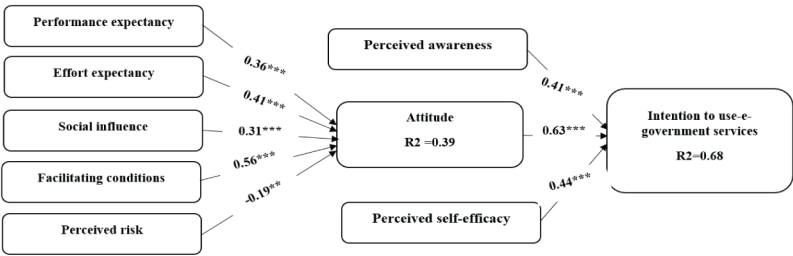 Performance expectancy
Effort expectancy
Social influence
Facilitating conditions
Perceived risk
0.36***
0.41***
0.31***
0.56***
-0.19**
Perceived awareness
Attitude
R2 =0.39
Perceived self-efficacy
0.41***
0.63***
0.44***
Intention to use-e-
government services
R2=0.68